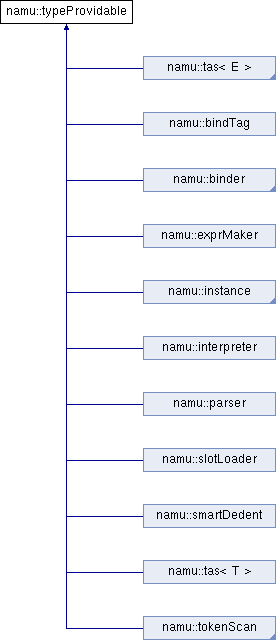 namu::typeProvidable
namu::tas< E >
namu::bindTag
namu::binder
namu::exprMaker
namu::instance
namu::interpreter
namu::parser
namu::slotLoader
namu::smartDedent
namu::tas< T >
namu::tokenScan